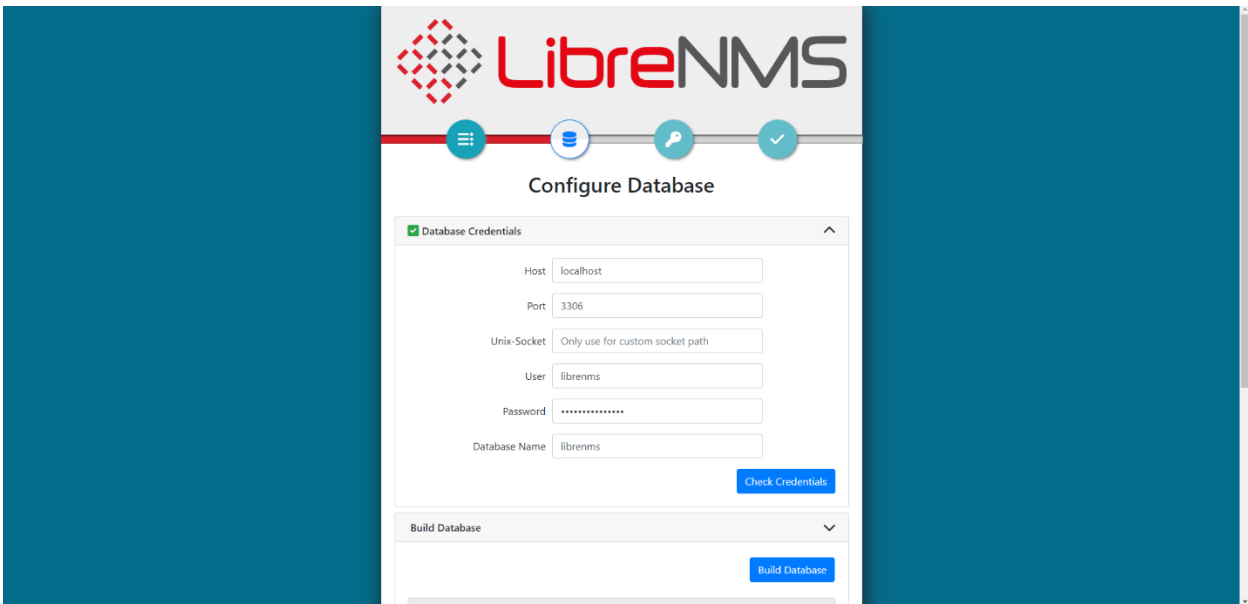 LibreNMS
Configure Database
Database Credentials
Host localhost
Port 3306
Unix-Socket Only use for custom socket path
User librenms
Password •••••••••••••••
Database Name librenms
Check Credentials
Build Database
Build Database